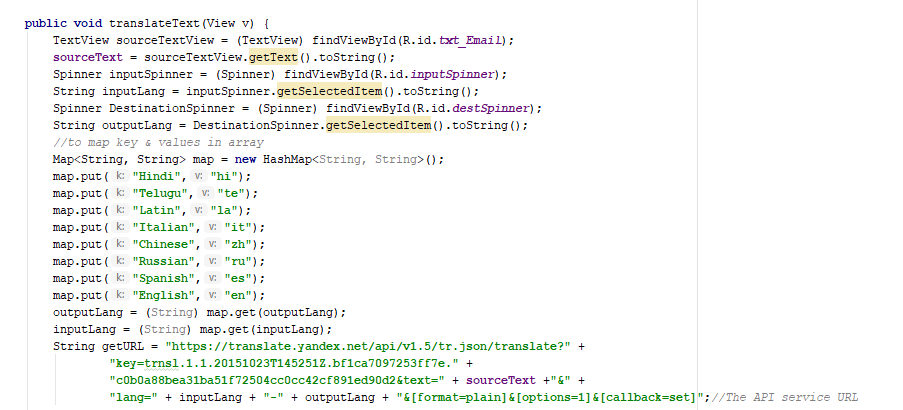 public void translateText(View v) {
TextView sourceTextView = (TextView) findViewById(R.id.txt_Email);
sourceText = sourceTextView.getText().toString();
Spinner inputSpinner = (Spinner) findViewById(R.id.inputSpinner);
String inputLang = inputSpinner.getSelectedItem().toString();
Spinner DestinationSpinner = (Spinner) findViewById(R.id.destSpinner);
String outputLang = DestinationSpinner.getSelectedItem().toString();
//to map key & values in array
Map<String, String> map = new HashMap<String, String>();
map.put( k: "Hindi", v: "hi");
map.put( k: "Telugu", v: "te");
map.put( k: "Latin", v: "la");
map.put( k: "Italian", v: "it");
map.put( k: "Chinese", v: "zh");
map.put( k: "Russian", v: "ru");
map.put( k: "Spanish", v: "es");
map.put( k: "English", v: "en");
outputLang = (String) map.get(outputLang);
inputLang = (String) map.get(inputLang);
String getURL = "https://translate.yandex.net/api/v1.5/tr.json/translate?" +
"key=trnsl.1.1.20151023T145251Z.bf1ca7097253ff7e." +
"c0b0a88bea31ba51f72504cc0cc42cf891ed90d2&text=" + sourceText +"&" +
"lang=" + inputLang + "-" + outputLang + "&[format=plain]&[options=1]&[callback=set]";//The API service URL